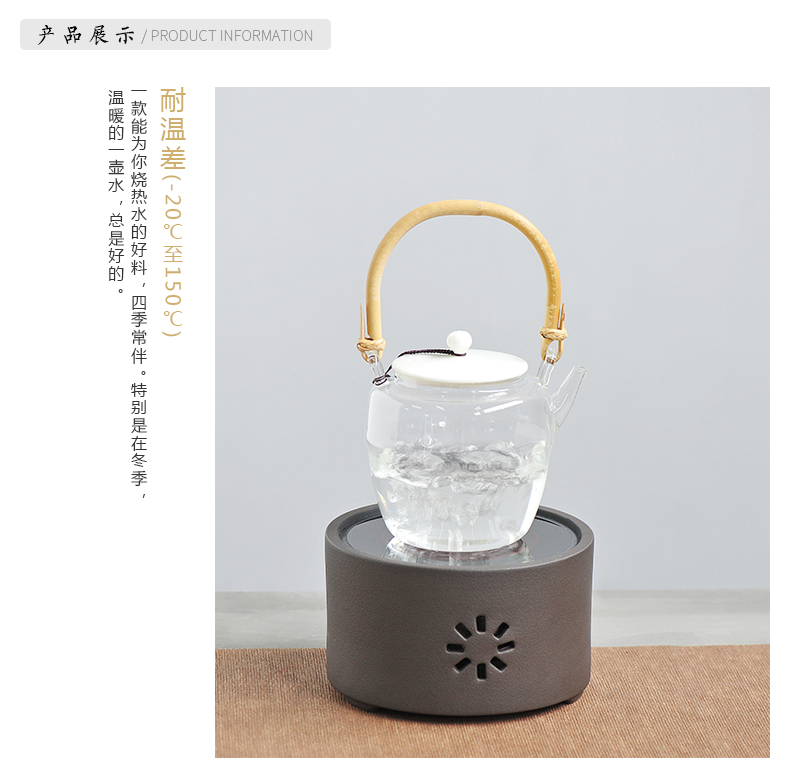 产品展示 / PRODUCT INFORMATION
耐温差(-20℃至150℃)
一款能为你烧热水的好料，四季常伴。特别是在冬季，
温暖的一壶水，总是好的。